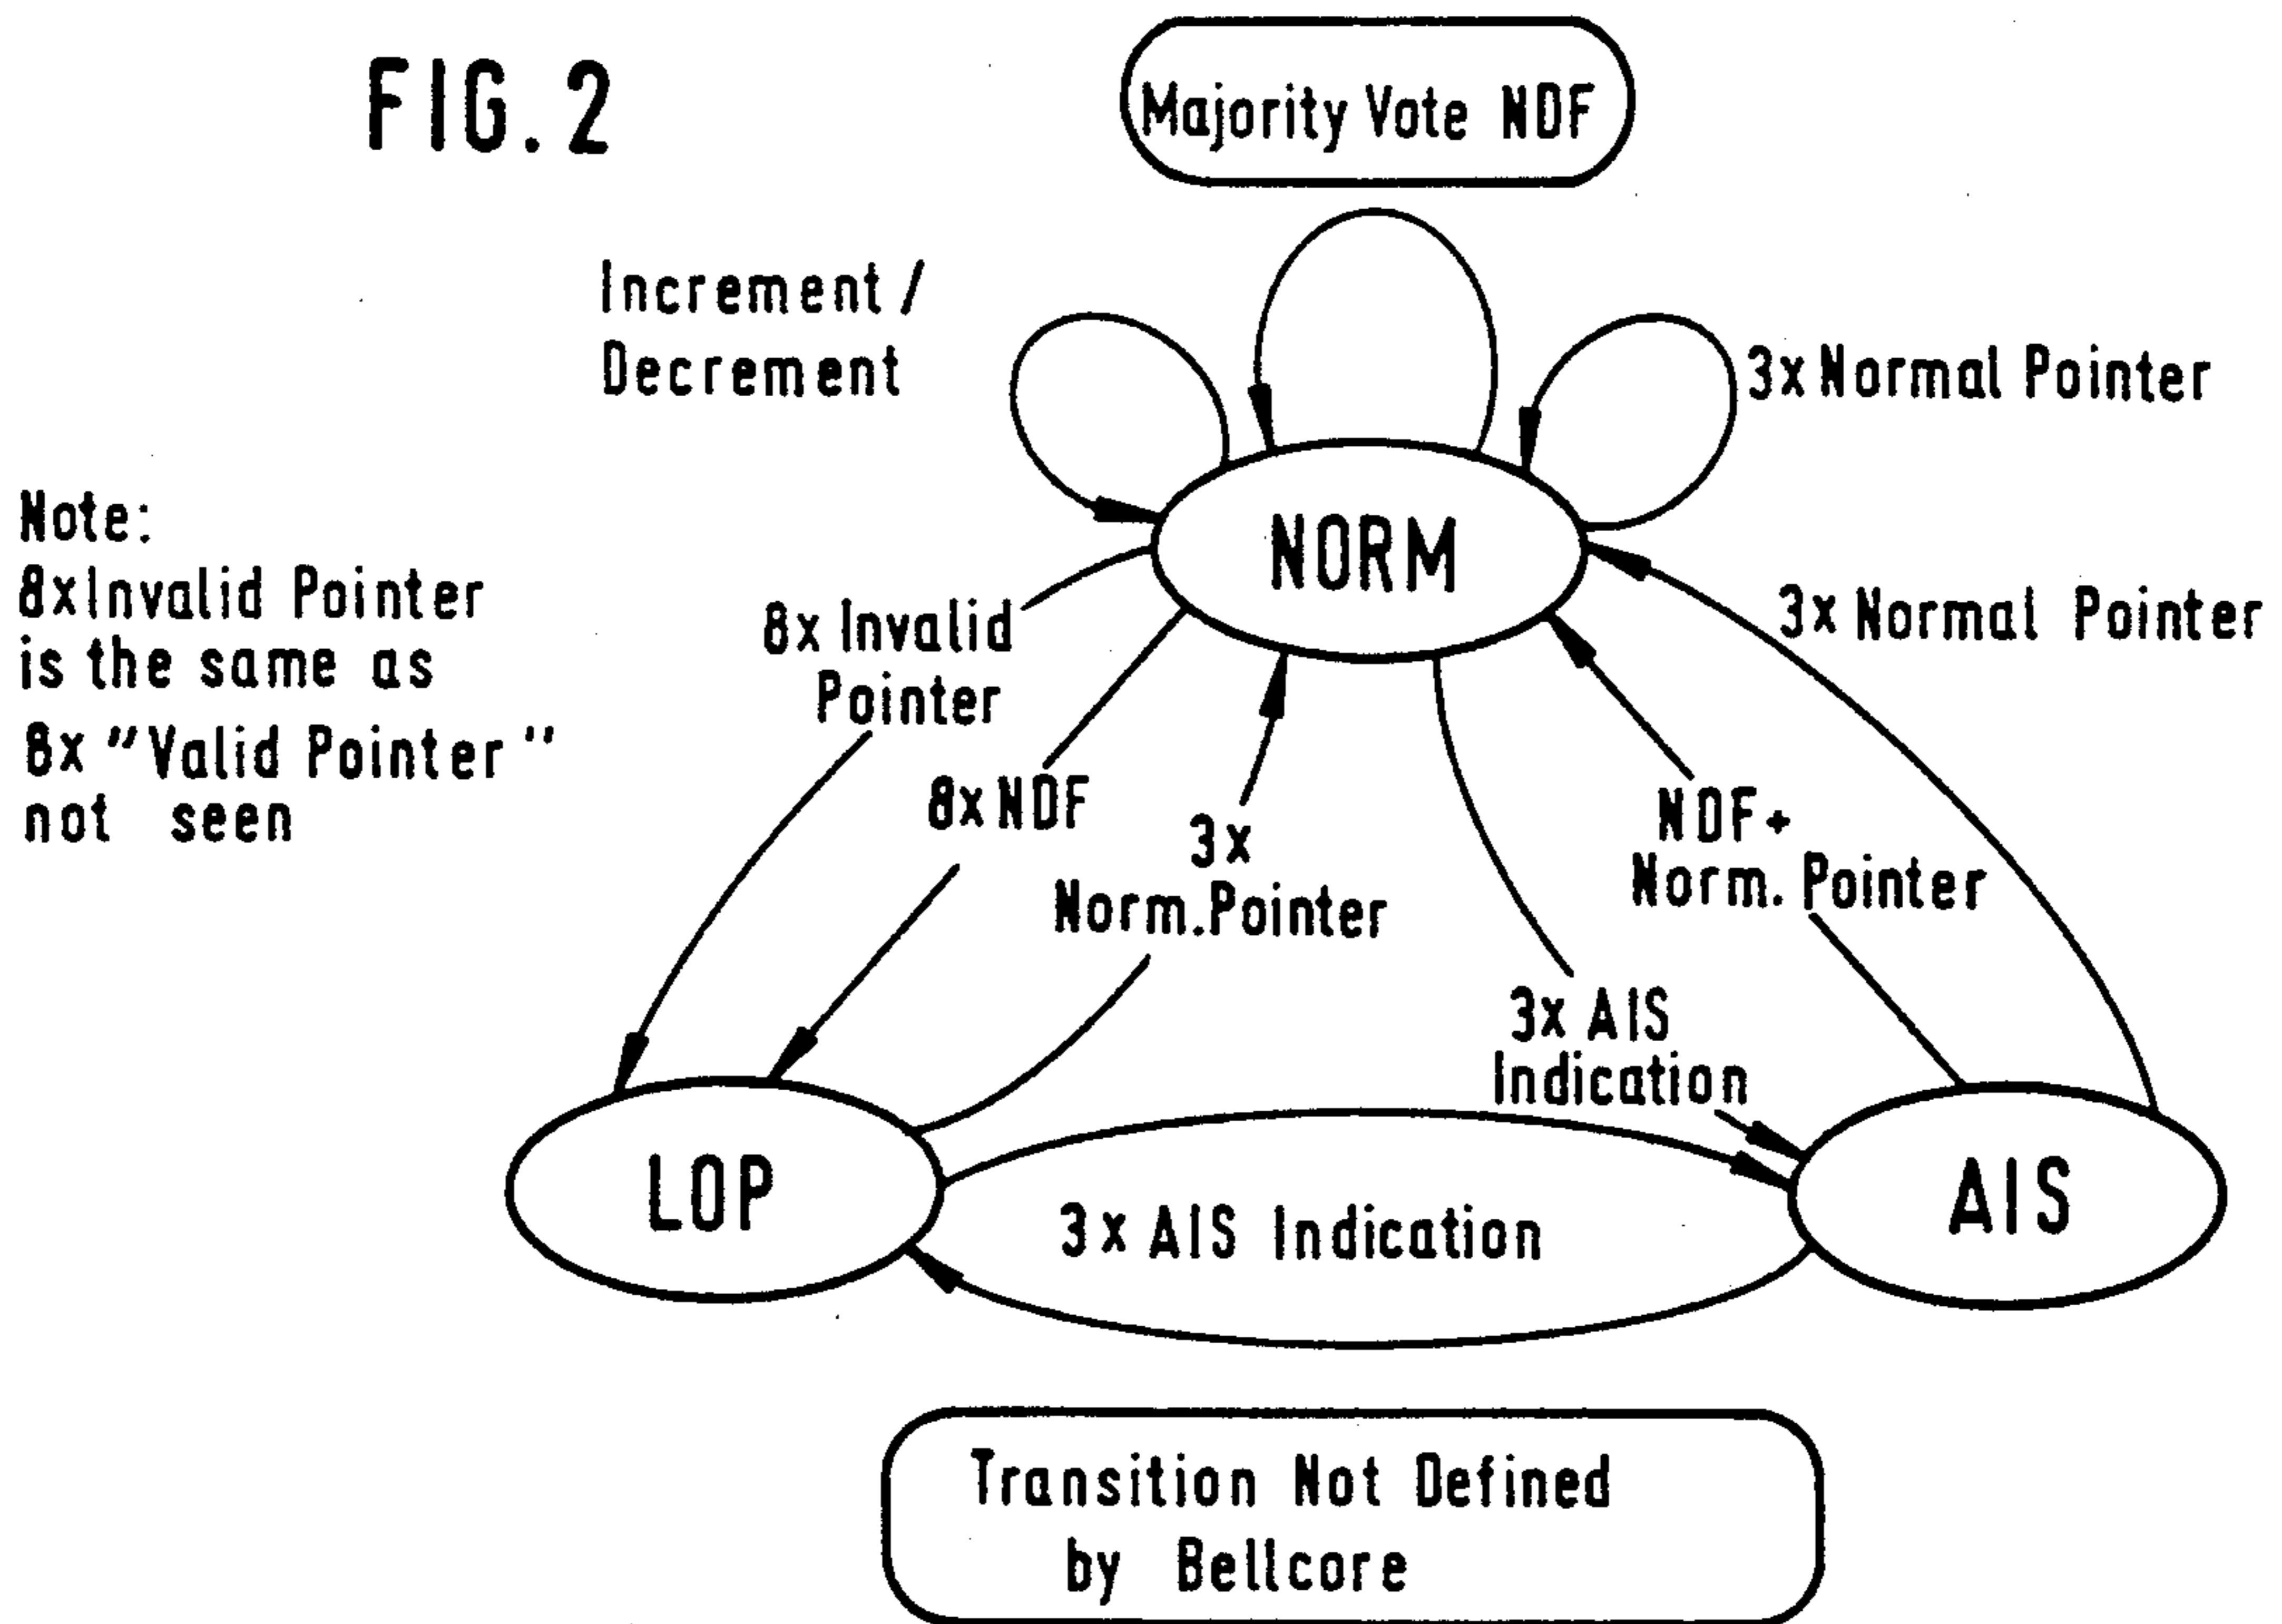 FIG. 2
Majority Vote NDF
Increment /
Decrement
3x Normal Pointer
Note:
8xInvalid Pointer
is the same as
8x "Valid Pointer"
not seen
NORM
8x Invalid
Pointer
3x Normal Pointer
8x NDF
3x
Norm. Pointer
NDF+
Norm. Pointer
3x AIS
Indication
LOP
3x AIS Indication
AIS
Transition Not Defined
by Bellcore